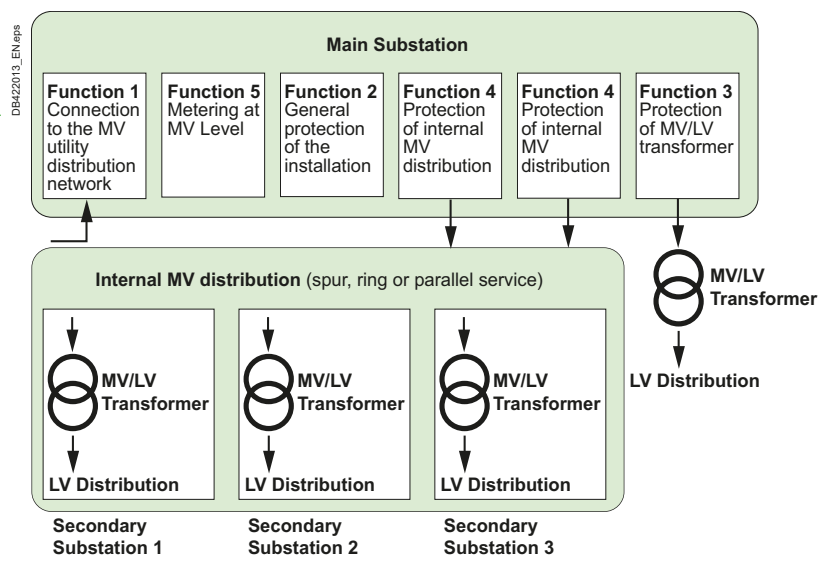 DB422013_EN.eps
Main Substation
Function 1
Connection
to the MV
utility
distribution
network
Function 5
Metering at
MV Level
Function 2
General
protection
of the
installation
Function 4
Protection
of internal
MV
distribution
Function 4
Protection
of internal
MV
distribution
Function 3
Protection
of MV/LV
transformer
MV/LV
Transformer
LV Distribution
Internal MV distribution (spur, ring or parallel service)
MV/LV
Transformer
LV Distribution
MV/LV
Transformer
LV Distribution
MV/LV
Transformer
LV Distribution
Secondary
Substation 1
Secondary
Substation 2
Secondary
Substation 3